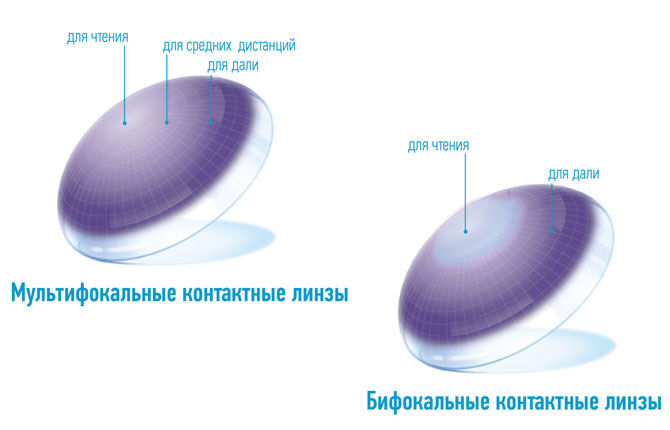 для чтения
для средних дистанций
для дали
Мультифокальные контактные линзы
для чтения
для дали
Бифокальные контактные линзы